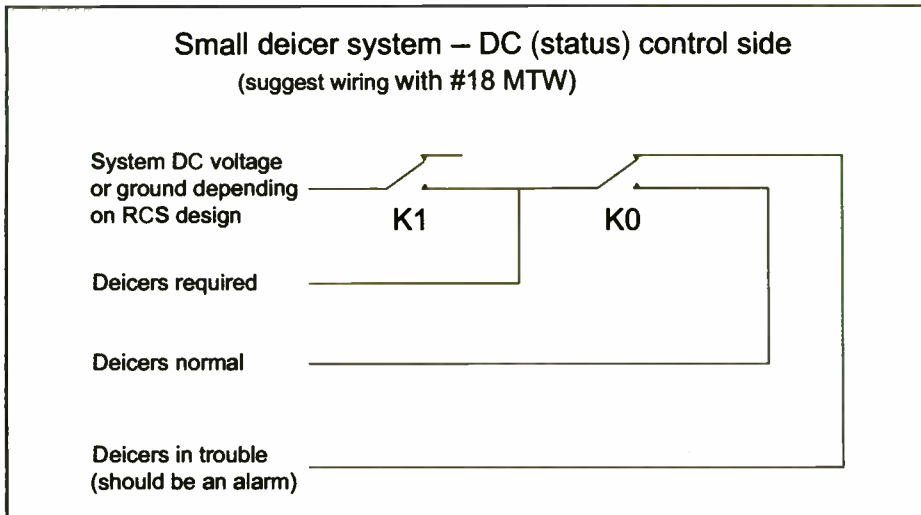 Small deicer system – DC (status) control side
(suggest wiring with #18 MTW)
System DC voltage
or ground depending
on RCS design
K1
K0
Deicers required
Deicers normal
Deicers in trouble
(should be an alarm)